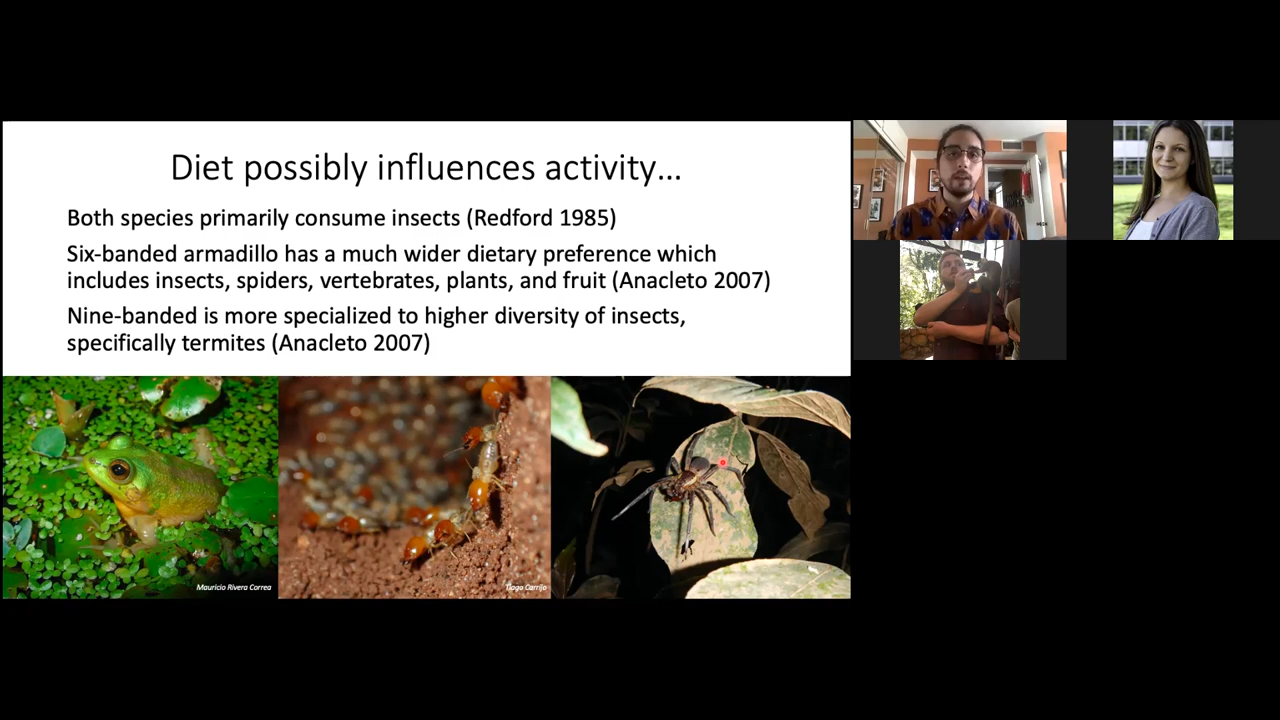 Diet possibly influences activity...
Both species primarily consume insects (Redford 1985)
Six-banded armadillo has a much wider dietary preference which
includes insects, spiders, vertebrates, plants, and fruit (Anacleto 2007)
Nine-banded is more specialized to higher diversity of insects,
specifically termites (Anacleto 2007)
Mauricio Rivera Correa
Tiago Carrijo